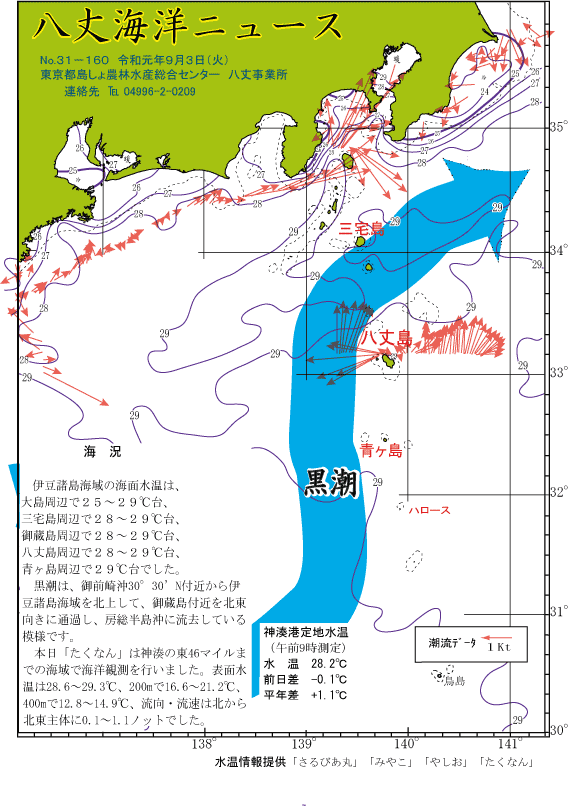 八丈海洋ニュース
No.31－160 令和元年9月3日(火)
東京都島しょ農林水産総合センター 八丈事業所
連絡先 ℡ 04996-2-0209
三宅島
八丈島
青ヶ島
黒潮
ハロース
鳥島
35°
34°
33°
32°
31°
30°
138°
139°
140°
141°
海 況
伊豆諸島海域の海面水温は、
大島周辺で２５～２９℃台、
三宅島周辺で２８～２９℃台、
御蔵島周辺で２８～２９℃台、
八丈島周辺で２８～２９℃台、
青ヶ島周辺で２９℃台でした。
黒潮は、御前崎沖30°30’N付近から伊
豆諸島海域を北上して、御蔵島付近を北東
向きに通過し、房総半島沖に流去している
模様です。
本日「たくなん」は神湊の東46マイルま
での海域で海洋観測を行いました。表面水
温は28.6～29.3℃、200mで16.6～21.2℃、
400mで12.8～14.9℃、流向・流速は北から
北東主体に0.1～1.1ノットでした。
神湊港定地水温
（午前9時測定）
水 温 28.2℃
前日差 −0.1℃
平年差 +1.1℃
潮流ﾃﾞｰﾀ
1 Kt
水温情報提供「さるびあ丸」「みやこ」「やしお」「たくなん」